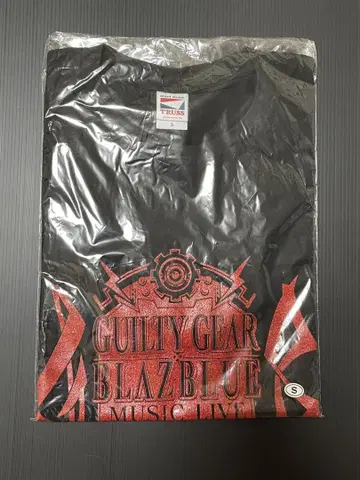 TRUSS
S
GUILTY GEAR
BLAZBLUE
MUSIC LIVE
S